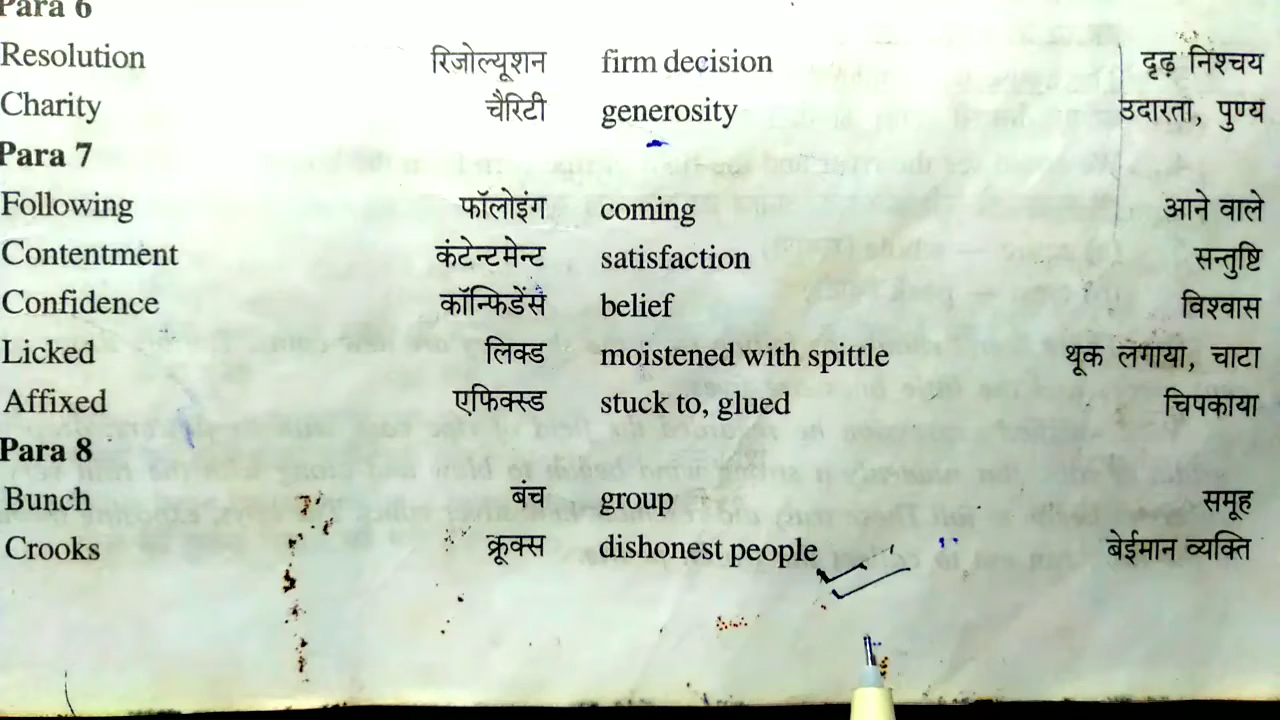 Para 6
Resolution रिजोल्यूशन firm decision दृढ़ निश्चय
Charity चैरिटी generosity उदारता, पुण्य
Para 7
Following फॉलोइंग coming आने वाले
Contentment कंटेन्टमेन्ट satisfaction सन्तुष्टि
Confidence कॉन्फिडेंस belief विश्वास
Licked लिक्ड moistened with spittle थूक लगाया, चाटा
Affixed एफिक्स्ड stuck to, glued चिपकाया
Para 8
Bunch बंच group समूह
Crooks क्रूक्स dishonest people बेईमान व्यक्ति